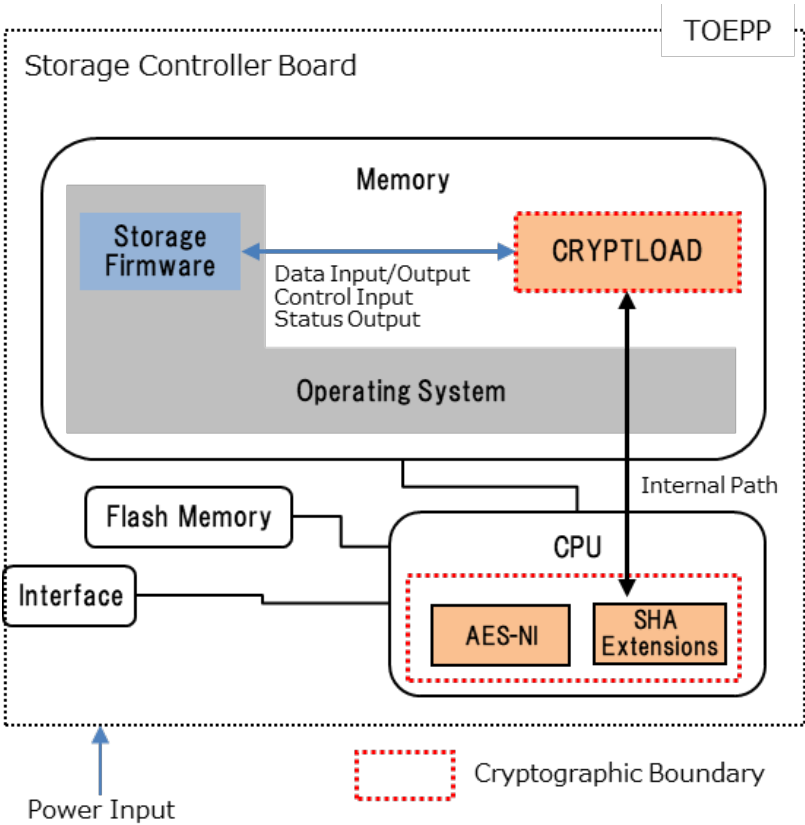 TOEPP
Storage Controller Board
Memory
Storage
Firmware
CRYPTLOAD
Data Input/Output
Control Input
Status Output
Operating System
Internal Path
Flash Memory
CPU
Interface
AES-NI
SHA
Extensions
Cryptographic Boundary
Power Input